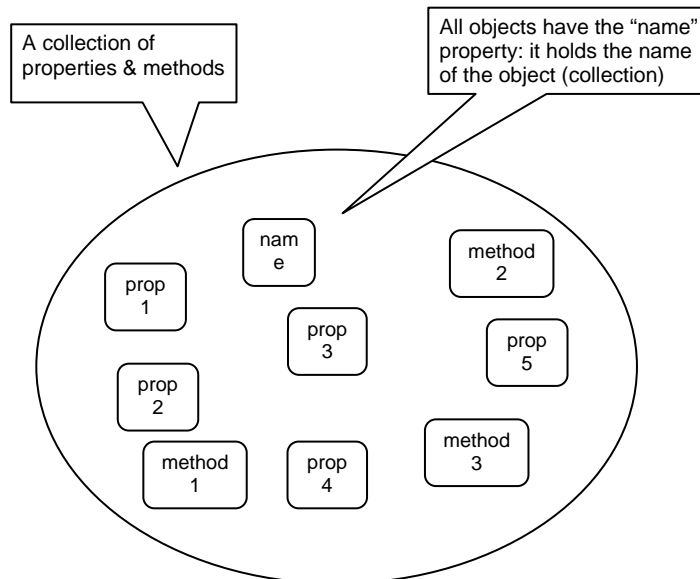 A collection of
properties & methods
All objects have the “name”
property: it holds the name
of the object (collection)
nam
e
method
2
prop
1
prop
3
prop
5
prop
2
method
3
method
1
prop
4